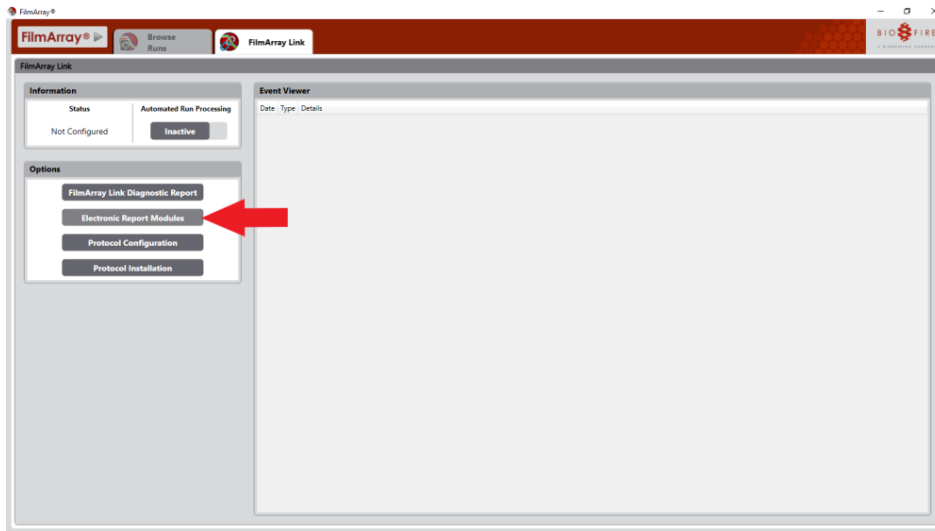 FilmArray®
FilmArray®
Browse
Runs
FilmArray Link
BIOFIRE
FilmArray Link
Information
Status
Automated Run Processing
Not Configured
Inactive
Options
FilmArray Link Diagnostic Report
Electronic Report Modules
Protocol Configuration
Protocol Installation
Event Viewer
Date Type Details